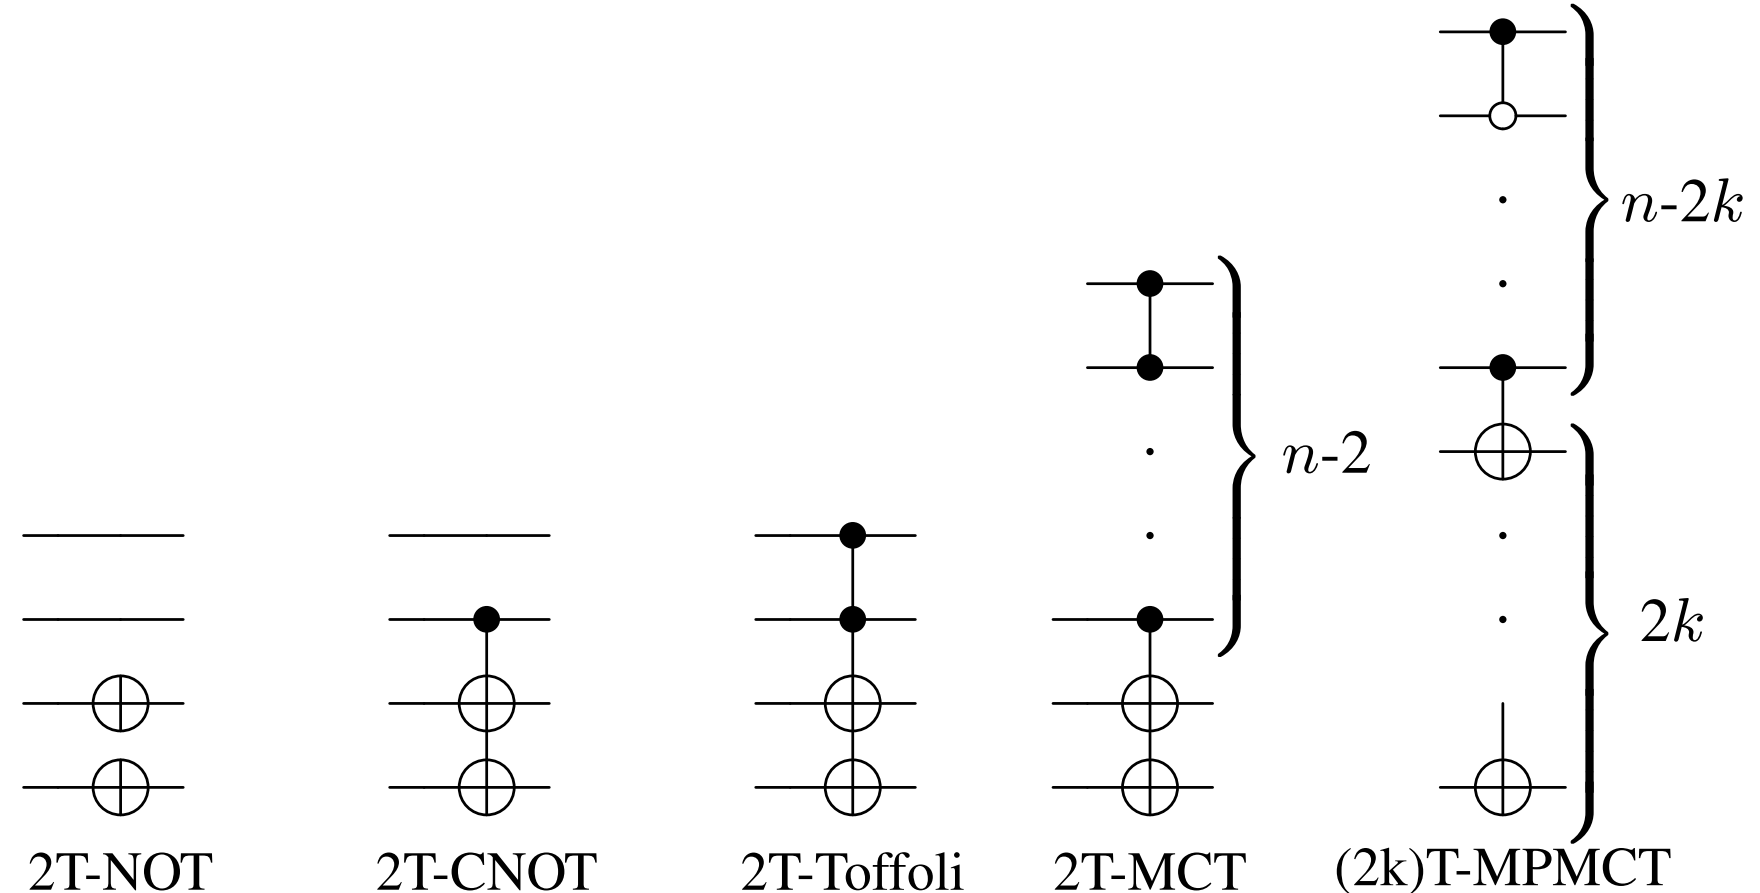 n-2k
n-2
2k
2T-NOT
2T-CNOT
2T-Toffoli
2T-MCT
(2k)T-MPMCT